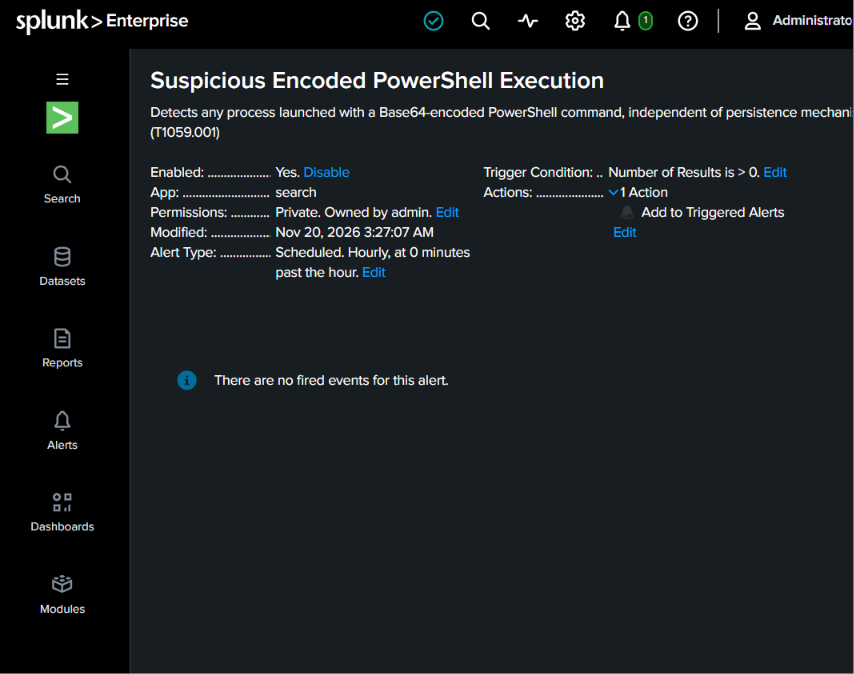 splunk>Enterprise
1
Administrato
Suspicious Encoded PowerShell Execution
Detects any process launched with a Base64-encoded PowerShell command, independent of persistence mechani
(T1059.001)
Enabled: ................... Yes. Disable
App: .......................... search
Permissions: ............ Private. Owned by admin. Edit
Modified: .................. Nov 20, 2026 3:27:07 AM
Alert Type: ................ Scheduled. Hourly, at 0 minutes
past the hour. Edit
Trigger Condition: .. Number of Results is > 0. Edit
Actions: .................... 1 Action
Add to Triggered Alerts
Edit
There are no fired events for this alert.
Search
Datasets
Reports
Alerts
Dashboards
Modules